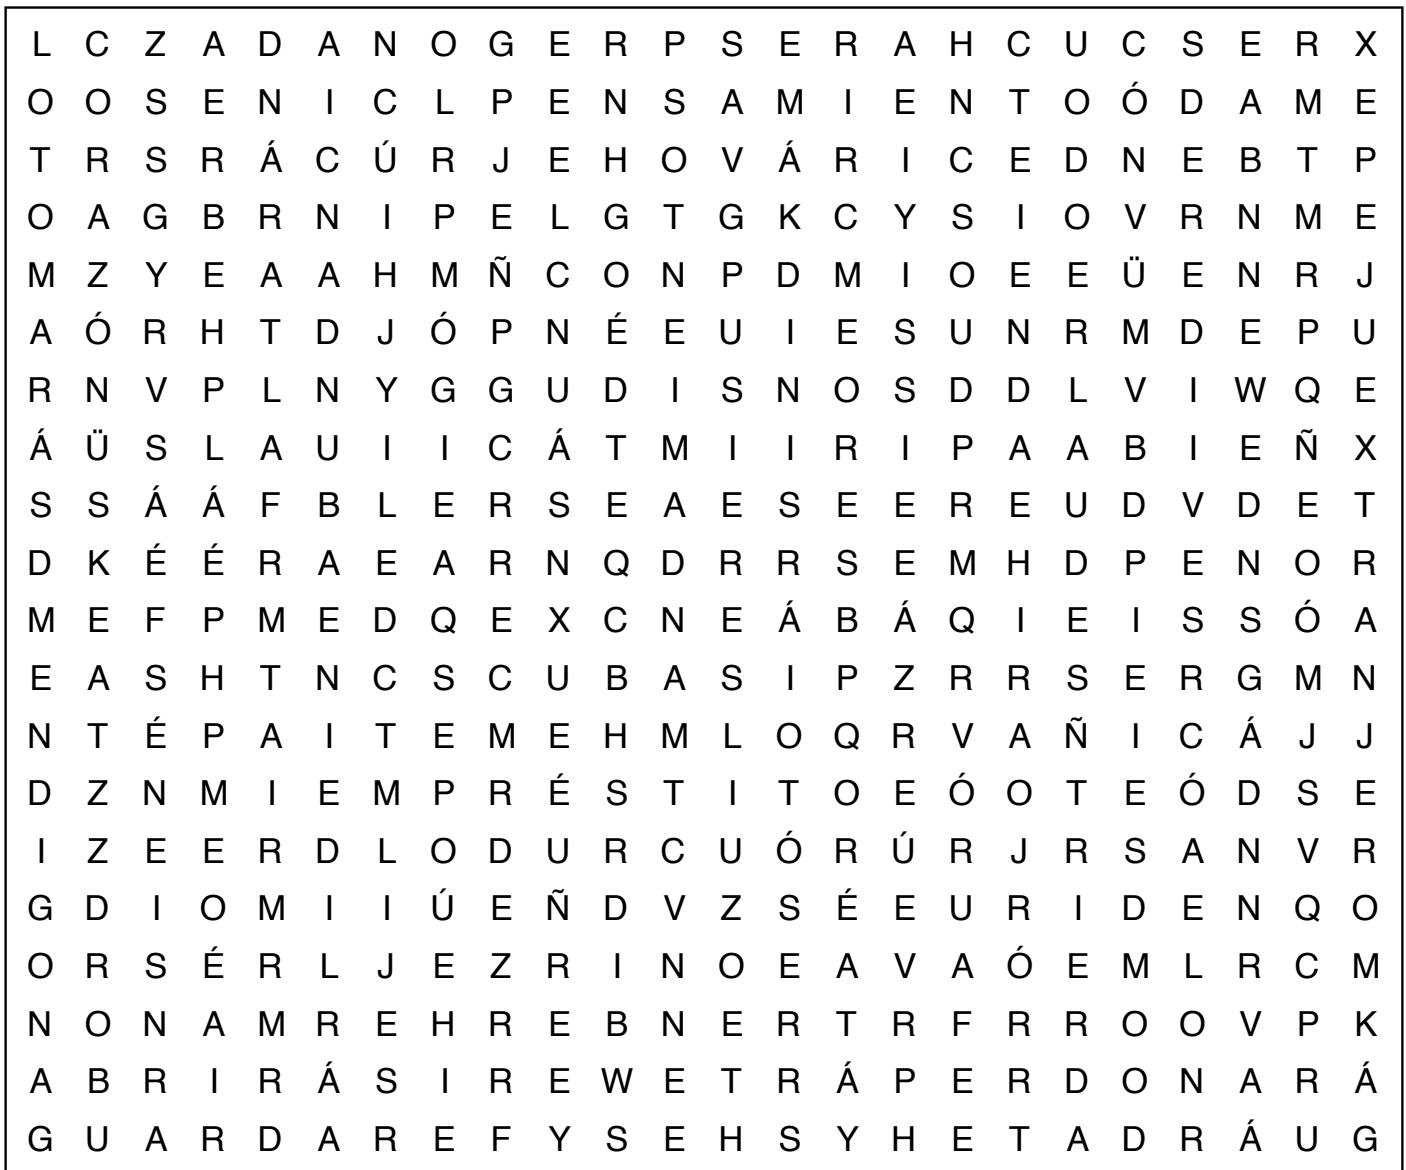 L C Z A D A N O G E R P S E R A H C U C S E R X
O O S E N I C L P E N S A M I E N T O Ó D A M E
T R S R Á C Ú R J E H O V Á R I C E D N E B T P
O A G B R N I P E L G T G K C Y S I O V R N M E
M Z Y E A A H M Ñ C O N P D M I O E E Ü E N R J
A Ó R H T D J Ó P N É E U I E S U N R M D E P U
R N V P L N Y G G U D I S N O S D D L V I W Q E
Á Ü S L A U I I C Á T M I I R I P A A B I E Ñ X
S S Á Á F B L E R S E A E S E E R E U D V D E T
D K É É R A E A R N Q D R R S E M H D P E N O R
M E F P M E D Q E X C N E Á B Á Q I E I S S Ó A
E A S H T N C S C U B A S I P Z R R S E R G M N
N T É P A I T E M E H M L O Q R V A Ñ I C Á J J
D Z N M I E M P R É S T I T O E Ó O T E Ó D S E
I Z E E R D L O D U R C U Ó R Ú R J R S A N V R
G D I O M I I Ú E Ñ D V Z S É E U R I D E N Q O
O R S É R L J E Z R I N O E A V A Ó E M L R C M
N O N A M R E H R E B N E R T R F R R O O V P K
A B R I R Á S I R E W E T R Á P E R D O N A R Á
G U A R D A R E F Y S E H S Y H E T A D R Á U G